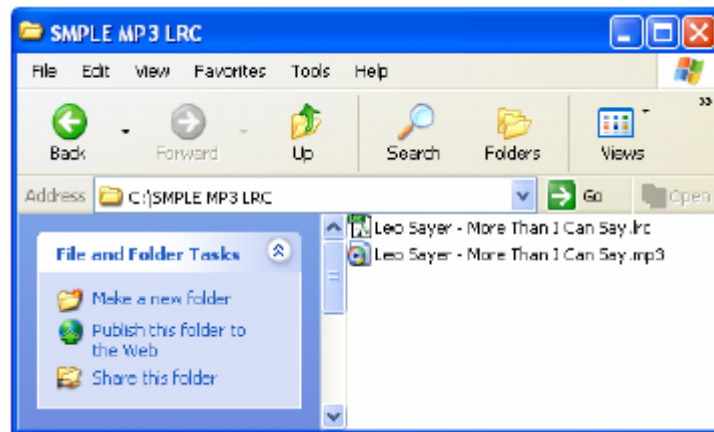 SMPLE MP3 LRC
File Edit View Favorites Tools Help
Back Forward Up Search Folders Views »
Address C:\SMPLE MP3 LRC Go Open
File and Folder Tasks
Make a new folder
Publish this folder to
the Web
Share this folder
Leo Sayer - More Than I Can Say.lrc
Leo Sayer - More Than I Can Say.mp3